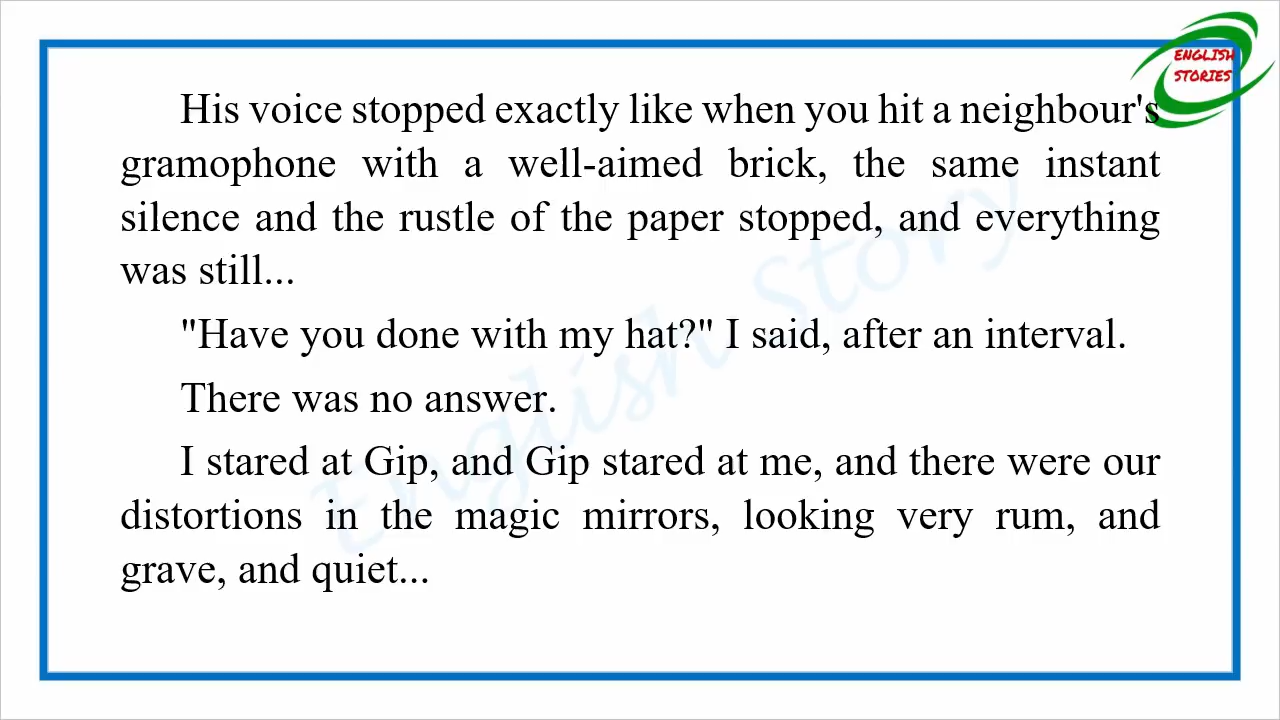 ENGLISH
STORIES
His voice stopped exactly like when you hit a neighbour's
gramophone with a well-aimed brick, the same instant
silence and the rustle of the paper stopped, and everything
was still...
"Have you done with my hat?" I said, after an interval.
There was no answer.
I stared at Gip, and Gip stared at me, and there were our
distortions in the magic mirrors, looking very rum, and
grave, and quiet...
English Story